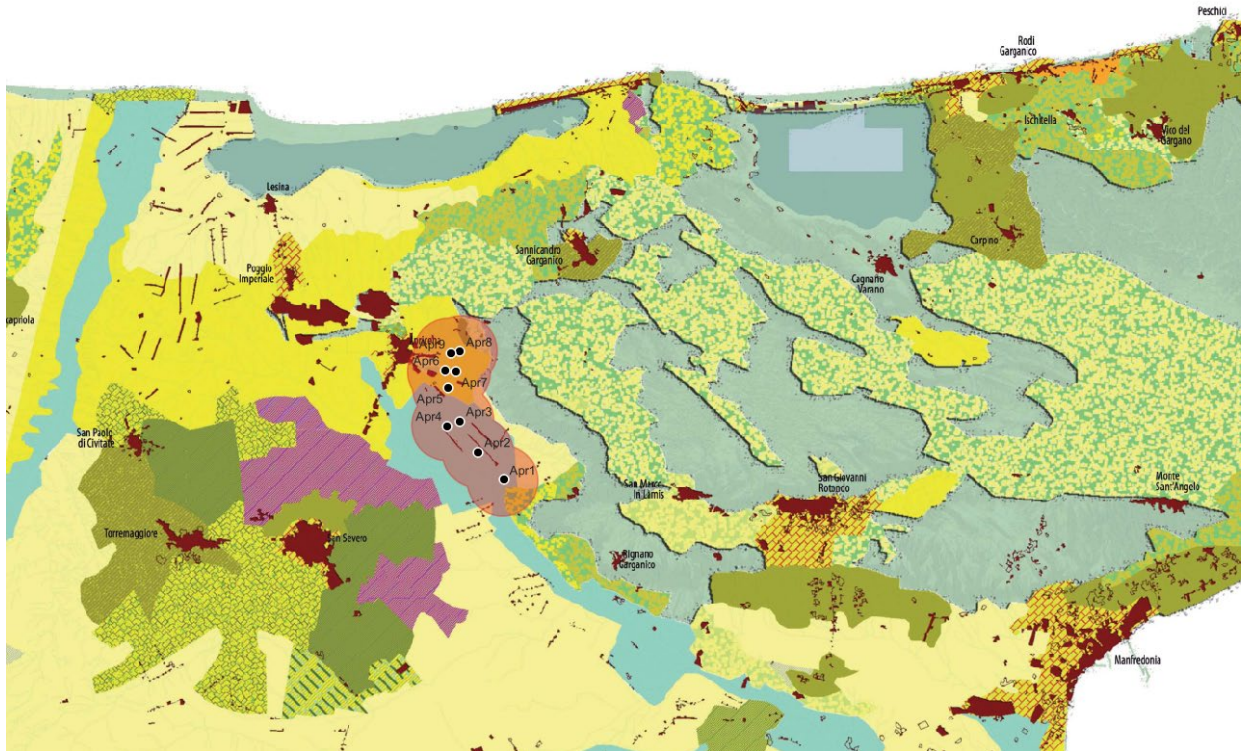 Peschici
Rodi
Garganico
Ischitella
Vico del
Gargano
Lesina
Sannicandro
Garganico
Carpino
Poggio
Imperiale
Cagnano
Varano
Apr9
Apr8
Apr6
Apr7
Apr5
Apr4
Apr3
Apr2
Apr1
San Paolo
di Civitate
San Marco
in Lamis
San Giovanni
Rotondo
Monte
Sant'Angelo
Torremaggiore
San Severo
Rignano
Garganico
Manfredonia